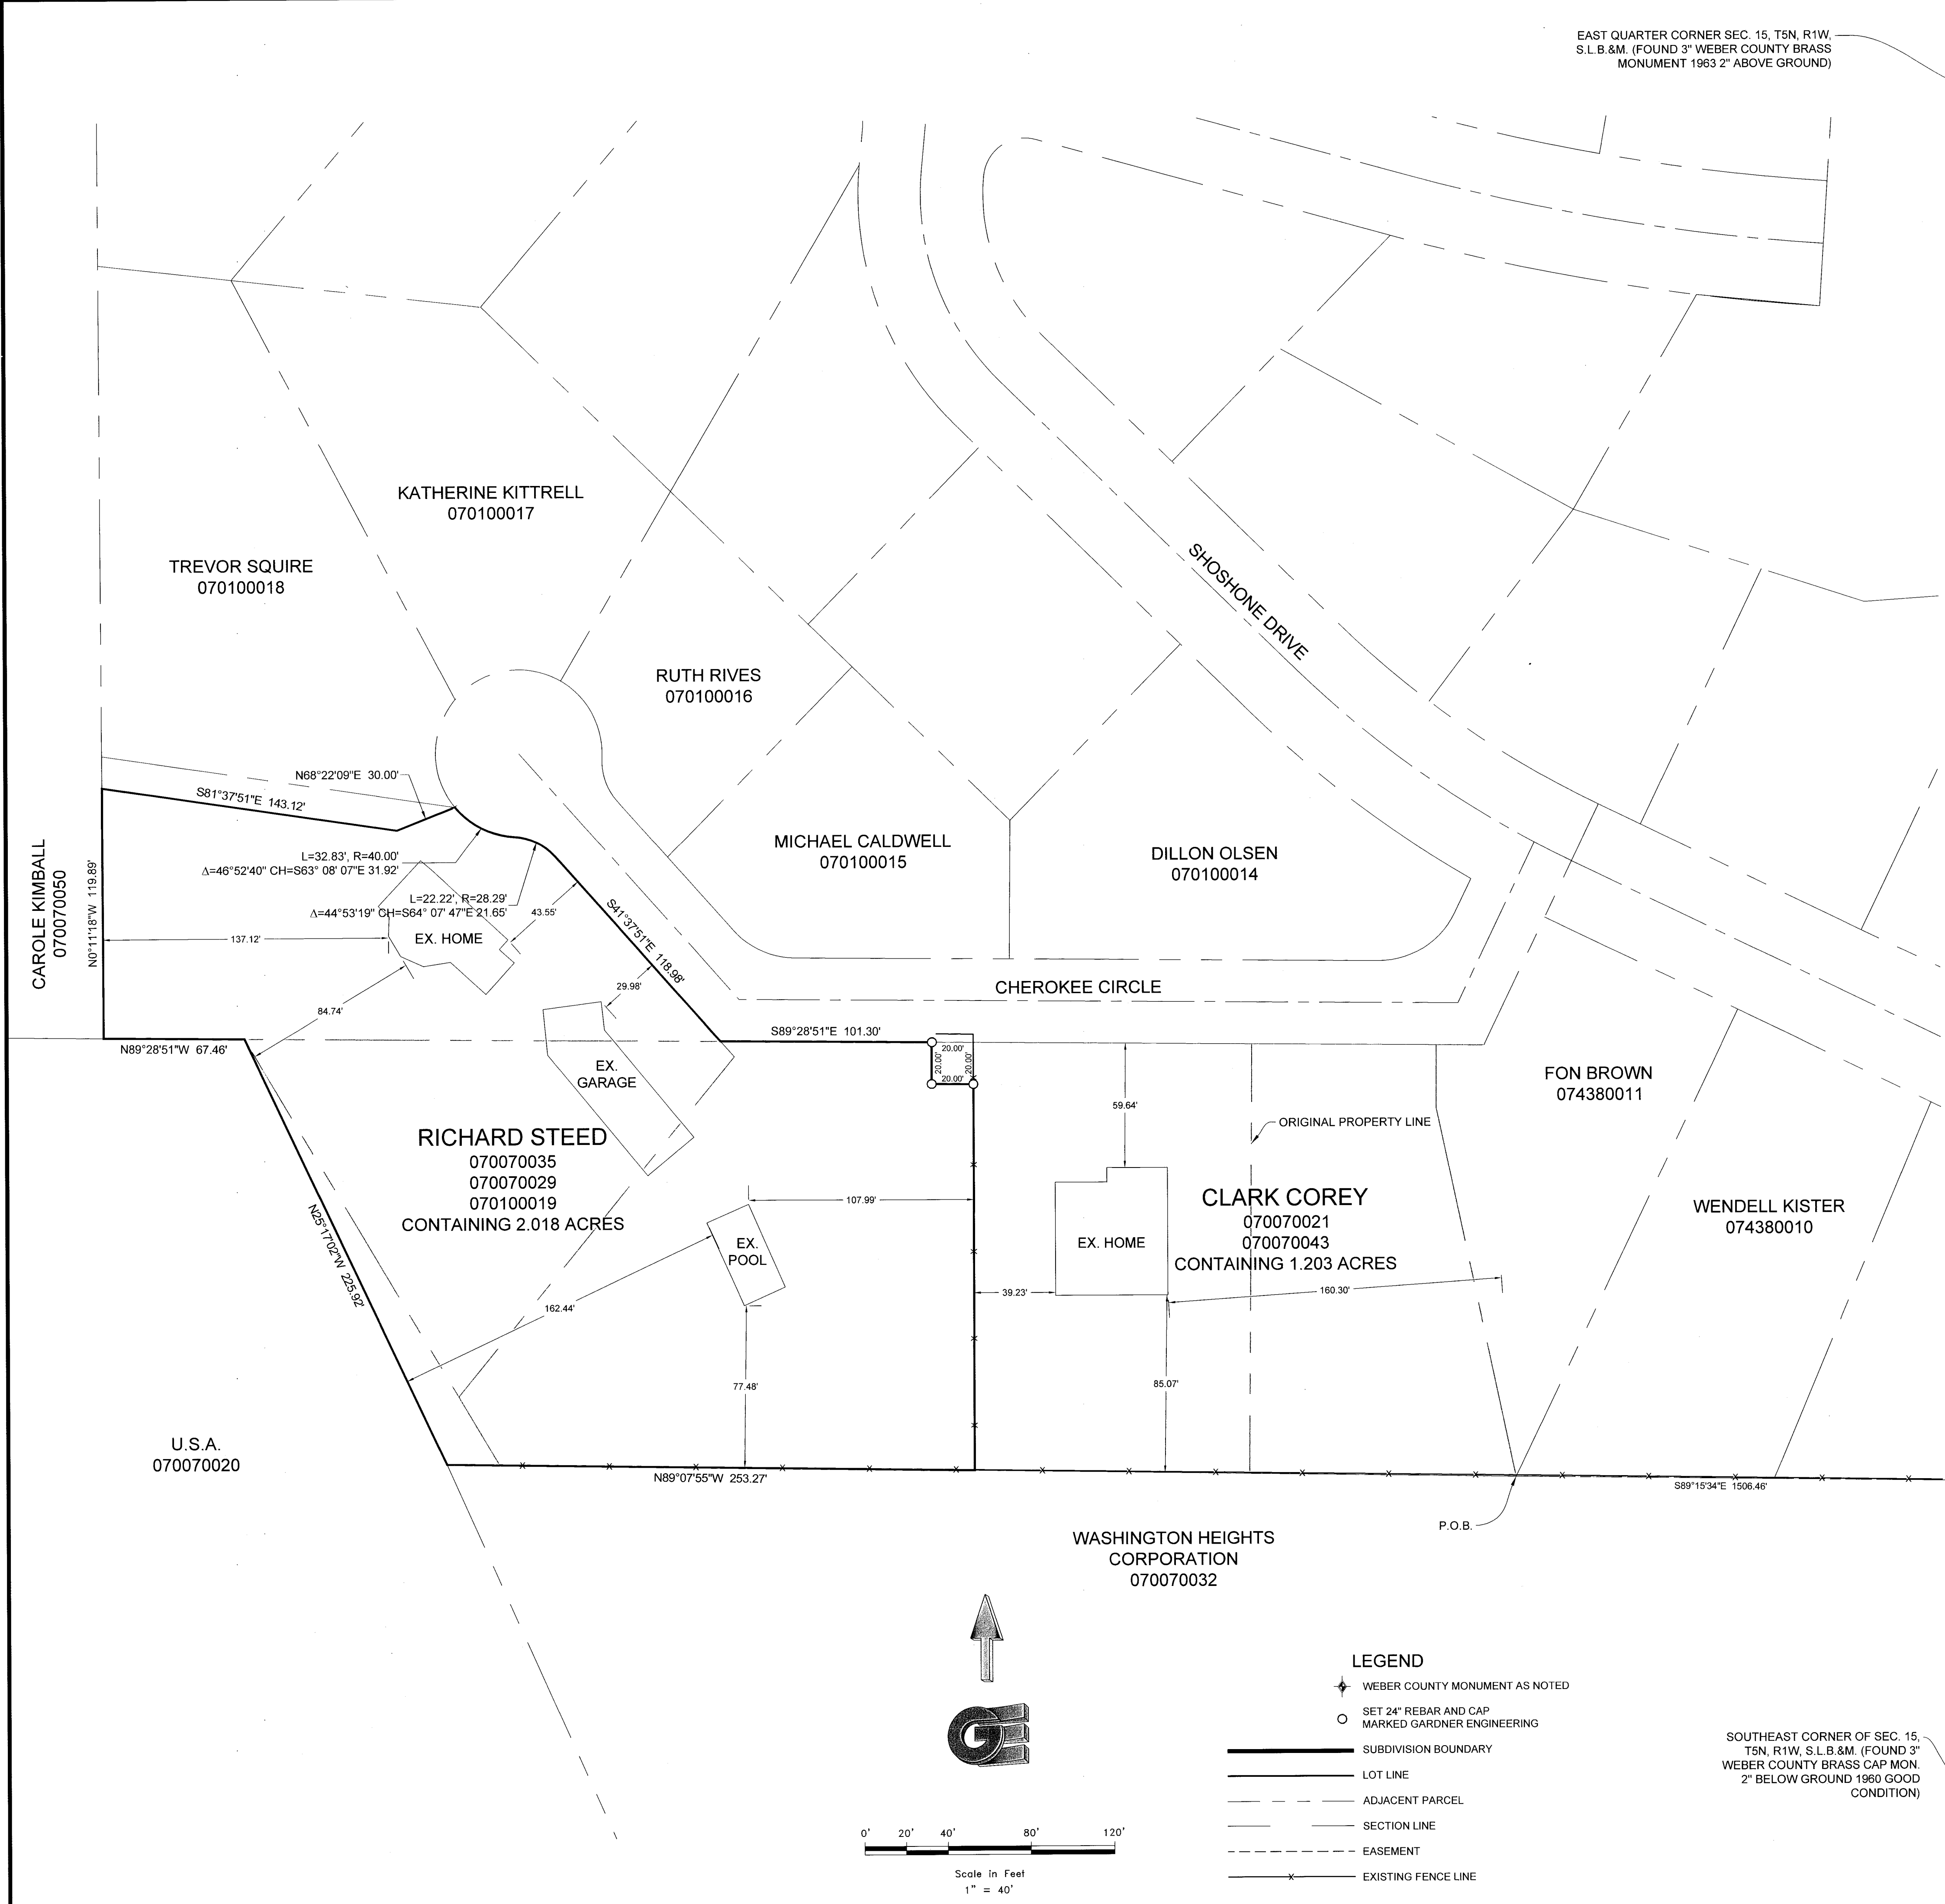 EAST QUARTER CORNER SEC. 15, T5N, R1W,
S.L.B.&M. (FOUND 3" WEBER COUNTY BRASS
MONUMENT 1963 2" ABOVE GROUND)
KATHERINE KITTRELL
070100017
TREVOR SQUIRE
070100018
SHOSHONE DRIVE
RUTH RIVES
070100016
N68°22'09"E 30.00'
S81°37'51"E 143.12'
MICHAEL CALDWELL
070100015
DILLON OLSEN
070100014
CAROLE KIMBALL
070070050
N0°11'18"W 119.89'
L=32.83', R=40.00'
Δ=46°52'40" CH=S63° 08' 07"E 31.92'
L=22.22', R=28.29'
Δ=44°53'19" CH=S64° 07' 47"E 21.65'
43.55'
137.12'
EX. HOME
S41°37'51"E 118.98'
29.98'
84.74'
CHEROKEE CIRCLE
S89°28'51"E 101.30'
N89°28'51"W 67.46'
20.00'
20.00'
20.00'
20.00'
EX.
GARAGE
59.64'
FON BROWN
074380011
ORIGINAL PROPERTY LINE
RICHARD STEED
070070035
070070029
070100019
CONTAINING 2.018 ACRES
107.99'
CLARK COREY
070070021
070070043
CONTAINING 1.203 ACRES
WENDELL KISTER
074380010
N25°17'02"W 225.92'
EX.
POOL
EX. HOME
162.44'
39.23'
160.30'
77.48'
85.07'
U.S.A.
070070020
N89°07'55"W 253.27'
S89°15'34"E 1506.46'
P.O.B.
WASHINGTON HEIGHTS
CORPORATION
070070032
GE
LEGEND
WEBER COUNTY MONUMENT AS NOTED
SET 24" REBAR AND CAP
MARKED GARDNER ENGINEERING
SUBDIVISION BOUNDARY
LOT LINE
ADJACENT PARCEL
SECTION LINE
EASEMENT
EXISTING FENCE LINE
SOUTHEAST CORNER OF SEC. 15,
T5N, R1W, S.L.B.&M. (FOUND 3"
WEBER COUNTY BRASS CAP MON.
2" BELOW GROUND 1960 GOOD
CONDITION)
0' 20' 40' 80' 120'
Scale in Feet
1" = 40'